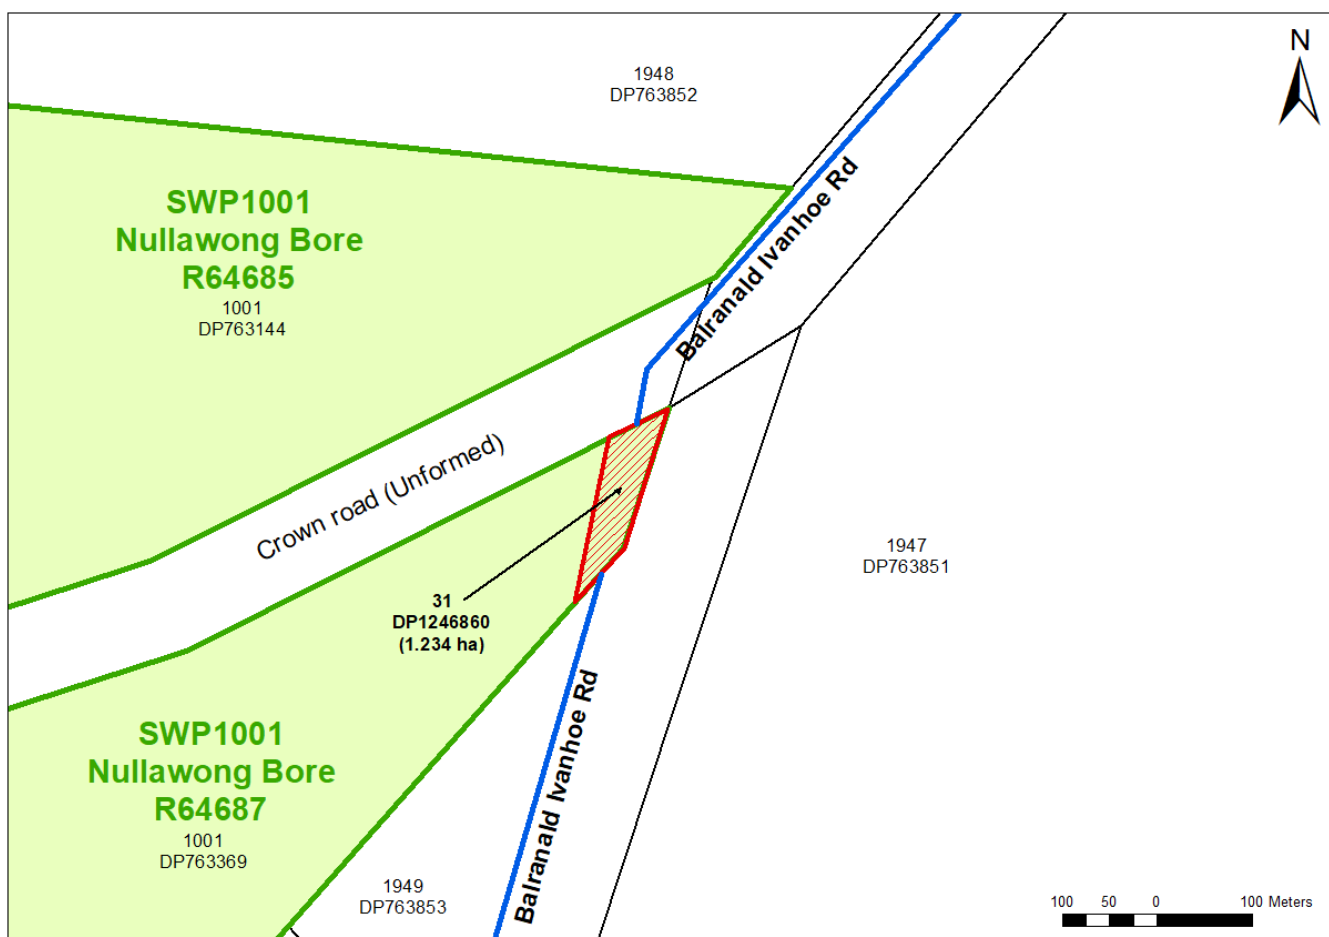 1948
DP763852
N
SWP1001
Nullawong Bore
R64685
1001
DP763144
Balranald Ivanhoe Rd
Crown road (Unformed)
1947
DP763851
31
DP1246860
(1.234 ha)
SWP1001
Nullawong Bore
R64687
1001
DP763369
Balranald Ivanhoe Rd
1949
DP763853
100 50 0 100 Meters